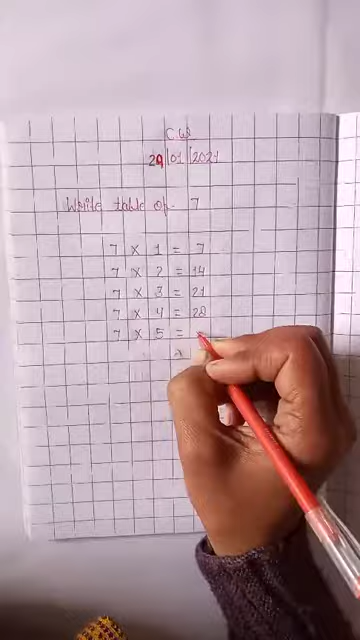 C.W
29/01/2021
Write table of 7
7 × 1 = 7
7 × 2 = 14
7 × 3 = 21
7 × 4 = 28
7 × 5 =